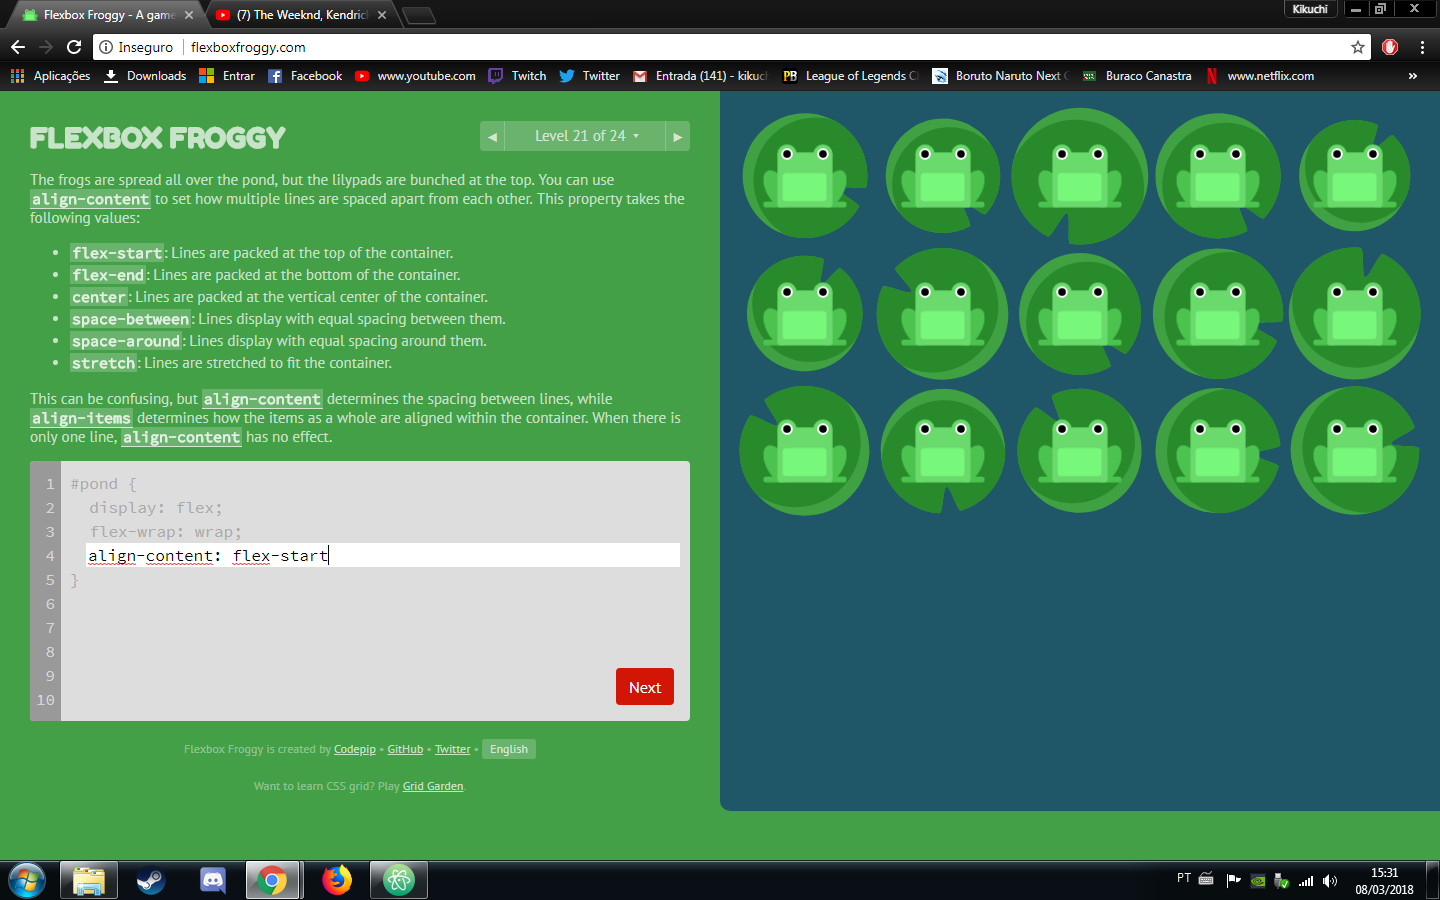 Flexbox Froggy - A game
(7) The Weeknd, Kendric
Kikuchi
Inseguro
flexboxfroggy.com
Aplicações
Downloads
Entrar
Facebook
www.youtube.com
Twitch
Twitter
Entrada (141) - kikuch
PB
League of Legends C
Boruto Naruto Next G
Buraco Canastra
www.netflix.com
»
FLEXBOX FROGGY
Level 21 of 24
The frogs are spread all over the pond, but the lilypads are bunched at the top. You can use
align-content to set how multiple lines are spaced apart from each other. This property takes the
following values:
• flex-start: Lines are packed at the top of the container.
• flex-end: Lines are packed at the bottom of the container.
• center: Lines are packed at the vertical center of the container.
• space-between: Lines display with equal spacing between them.
• space-around: Lines display with equal spacing around them.
• stretch: Lines are stretched to fit the container.
This can be confusing, but align-content determines the spacing between lines, while
align-items determines how the items as a whole are aligned within the container. When there is
only one line, align-content has no effect.
1 #pond {
2 display: flex;
3 flex-wrap: wrap;
4 align-content: flex-start
5 }
6
7
8
9
10
Next
Flexbox Froggy is created by Codepip • GitHub • Twitter • English
Want to learn CSS grid? Play Grid Garden.
PT
15:31
08/03/2018